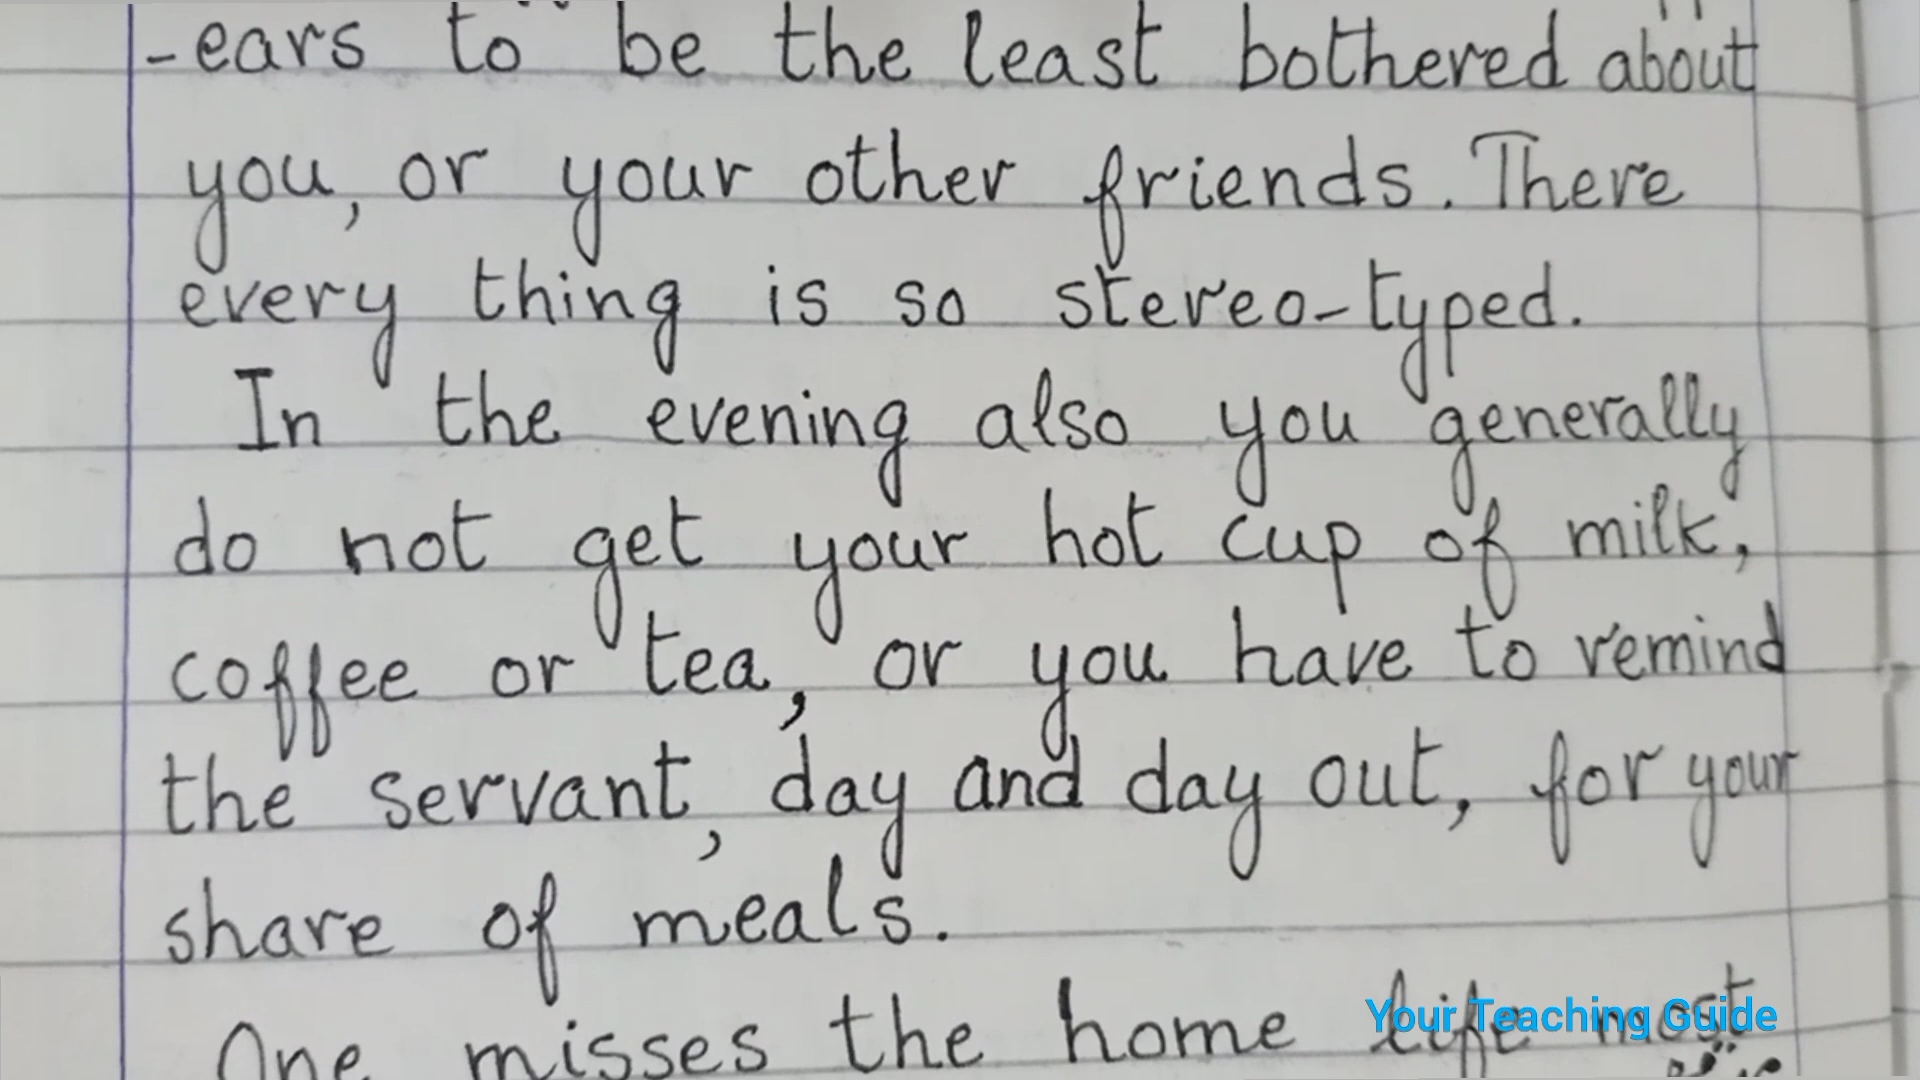 -ears to be the least bothered about
you, or your other friends. There
every thing is so stereo-typed.
In the evening also you generally
do not get your hot cup of milk,
coffee or tea, or you have to remind
the servant, day and day out, for your
share of meals.
One misses the home life most
Your Teaching Guide